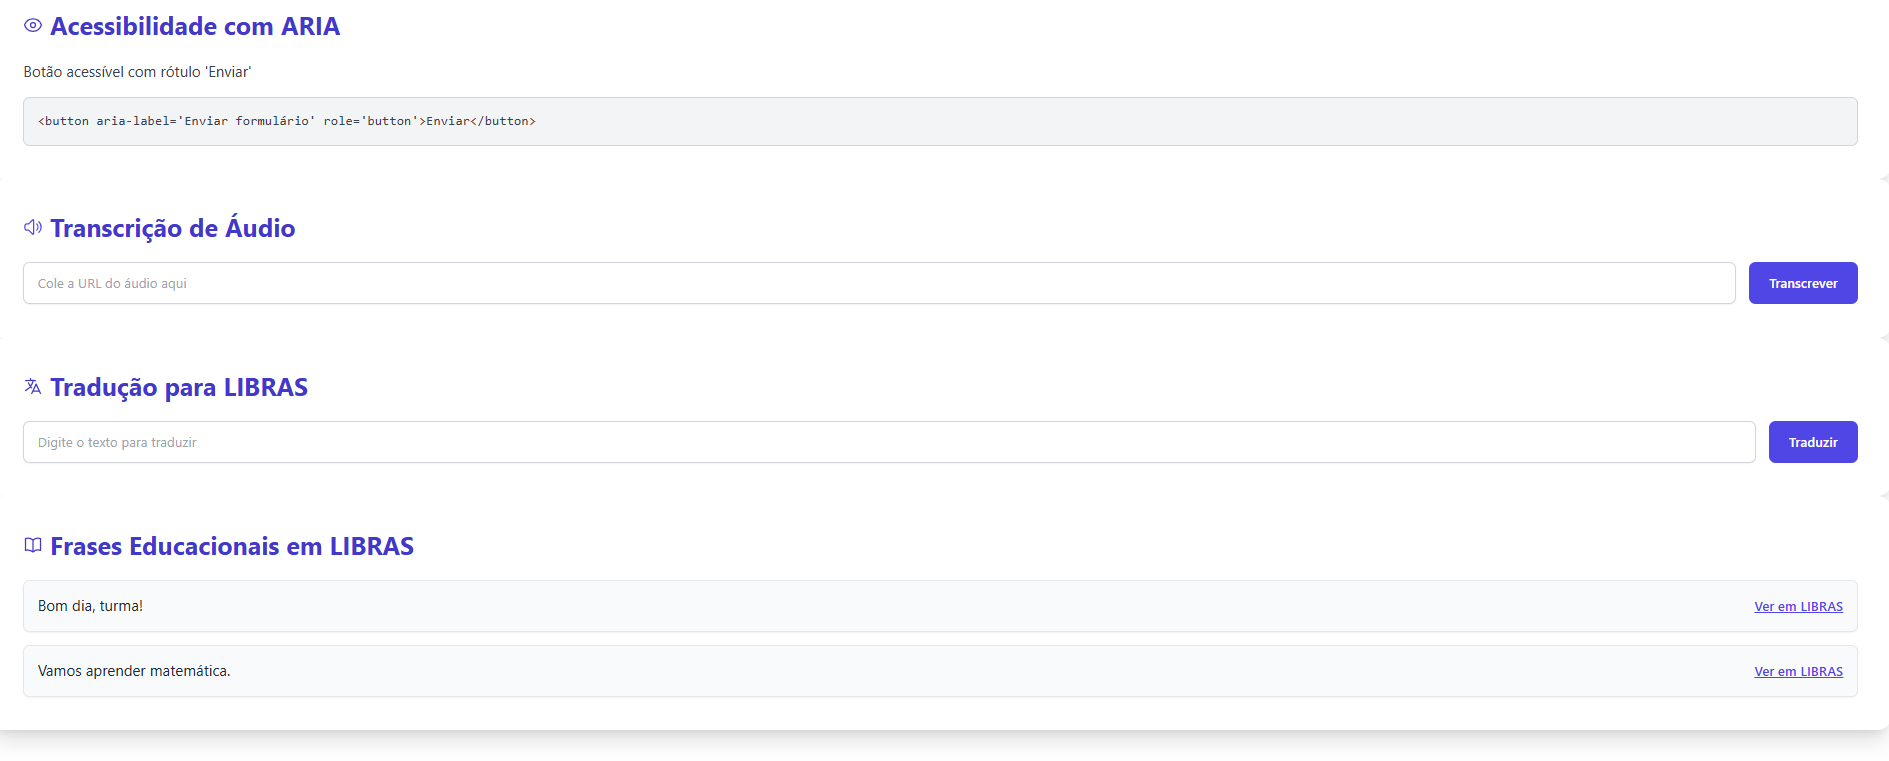 Acessibilidade com ARIA
Botão acessível com rótulo 'Enviar'
<button aria-label='Enviar formulário' role='button'>Enviar</button>
Transcrição de Áudio
Cole a URL do áudio aqui
Transcrever
Tradução para LIBRAS
Digite o texto para traduzir
Traduzir
Frases Educacionais em LIBRAS
Bom dia, turma!
Ver em LIBRAS
Vamos aprender matemática.
Ver em LIBRAS